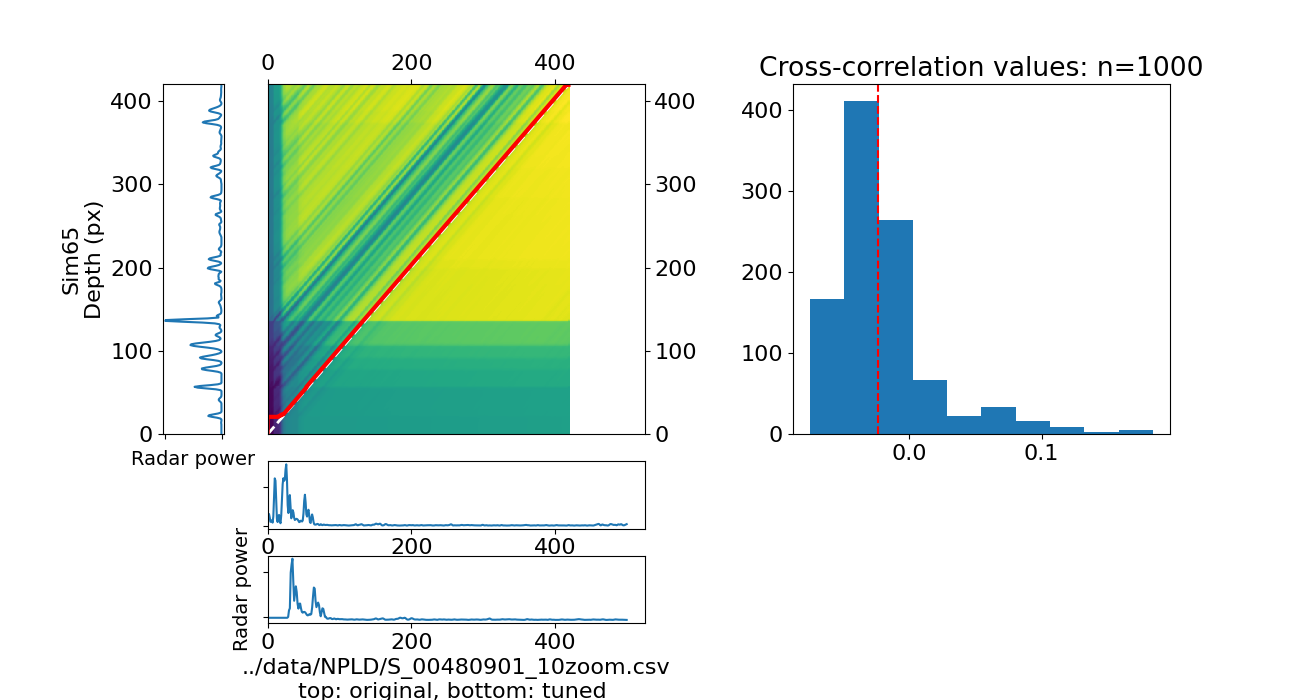 0 200 400
Cross-correlation values: n=1000
400
300
200
100
0
Sim65
Depth (px)
400
300
200
100
0
400
300
200
100
0
0.0 0.1
Radar power
0 200 400
Radar power
0 200 400
../data/NPLD/S_00480901_10zoom.csv
top: original, bottom: tuned